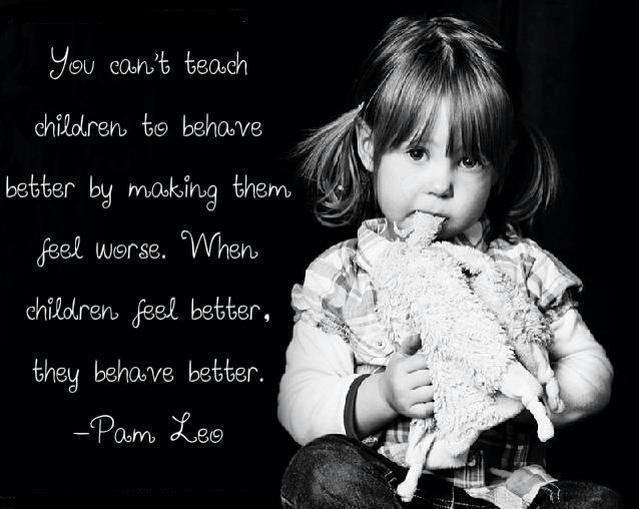 You can't teach
children to behave
better by making them
feel worse. When
children feel better,
they behave better.
-Pam Leo